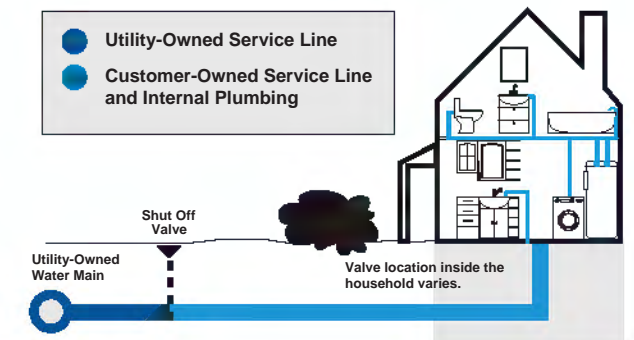 Utility-Owned Service Line
Customer-Owned Service Line
and Internal Plumbing
Shut Off
Valve
Utility-Owned
Water Main
Valve location inside the
household varies.